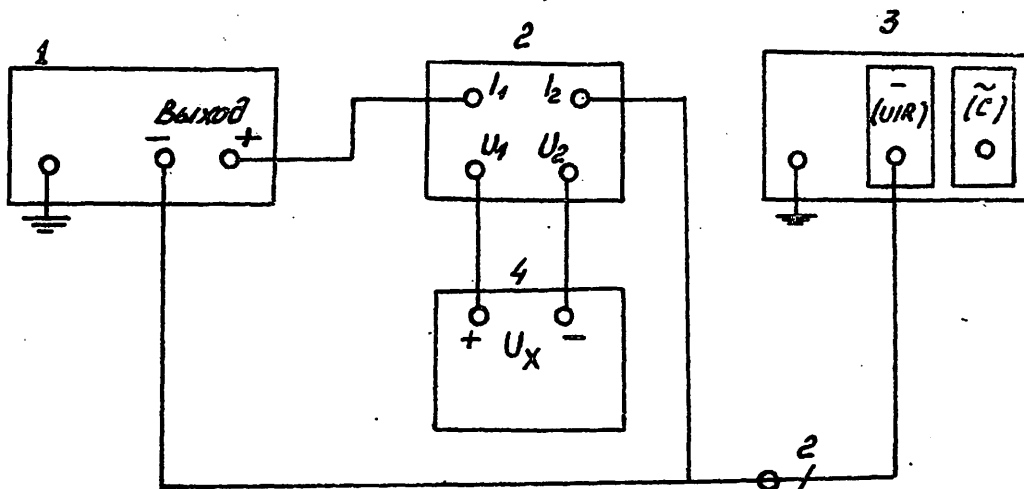 1
2
3
Выход
− +
I₁ I₂
U₁ U₂
− (UIR)
~ (C)
4
+ Uₓ −
2